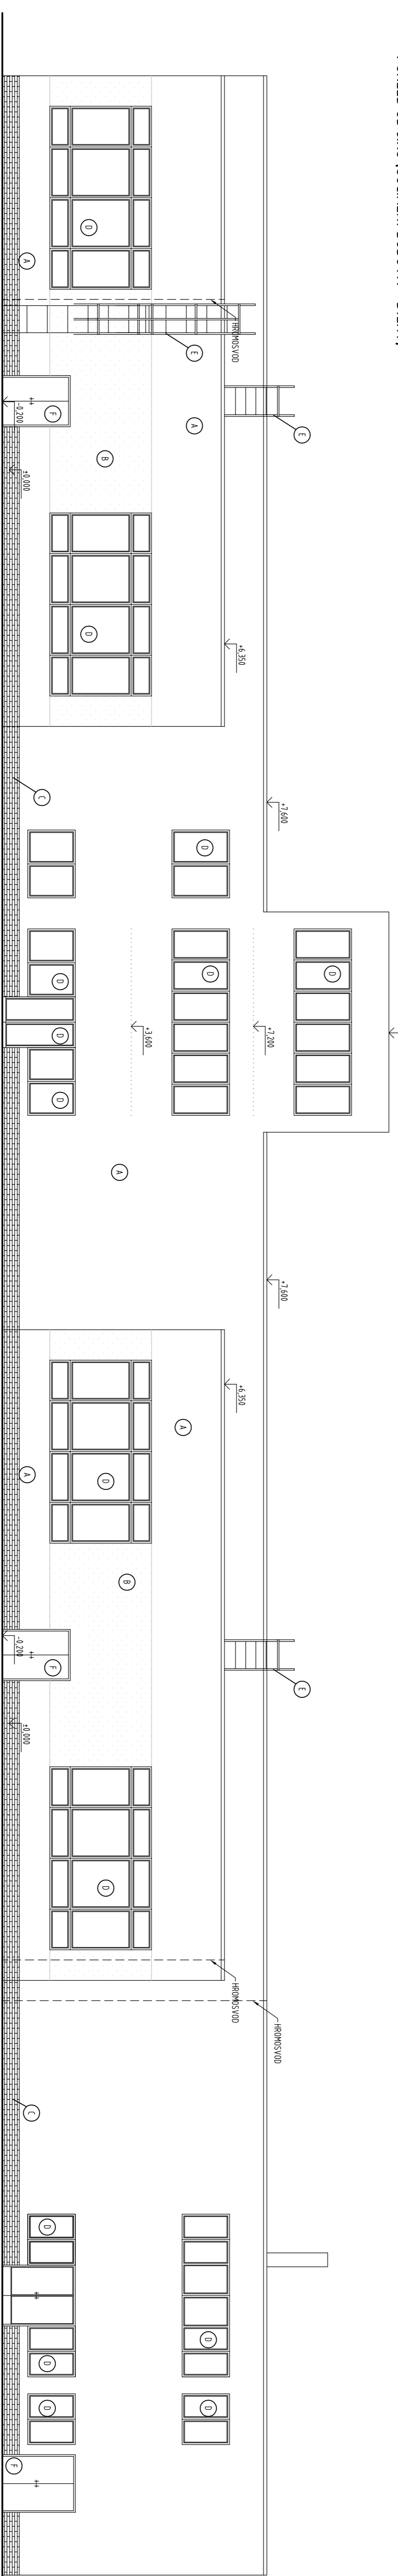 D
E
E
+7,600
+7,600
HROMOSVOD
+7,200
HROMOSVOD
+6,350
+6,350
HROMOSVOD
D
D
D
D
E
A
A
+3,600
B
A
B
D
D
D
D
D
D
D
F
F
D
D
D
C
C
A
A
±0,000
±0,000
-0,200
-0,200
F